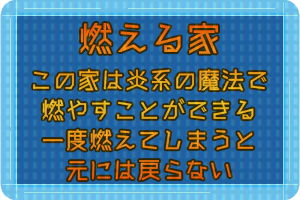 燃える家
この家は炎系の魔法で
燃やすことができる
一度燃えてしまうと
元には戻らない